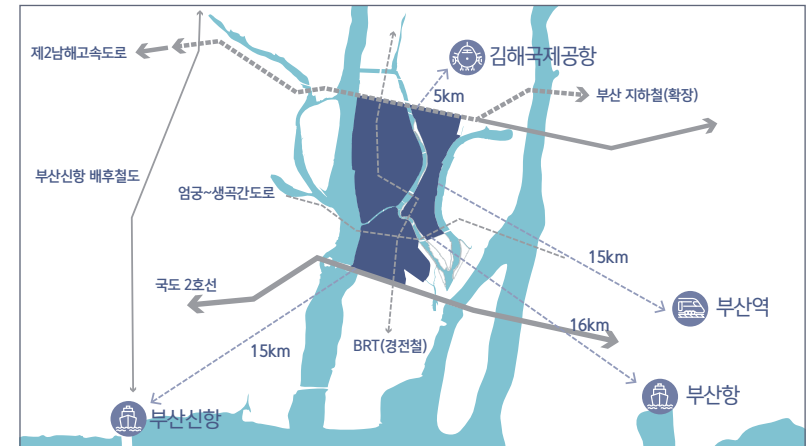 제2남해고속도로
김해국제공항
5km
부산 지하철(확장)
부산신항 배후철도
엄궁~생곡간도로
15km
국도 2호선
부산역
16km
15km
BRT(경전철)
부산항
부산신항